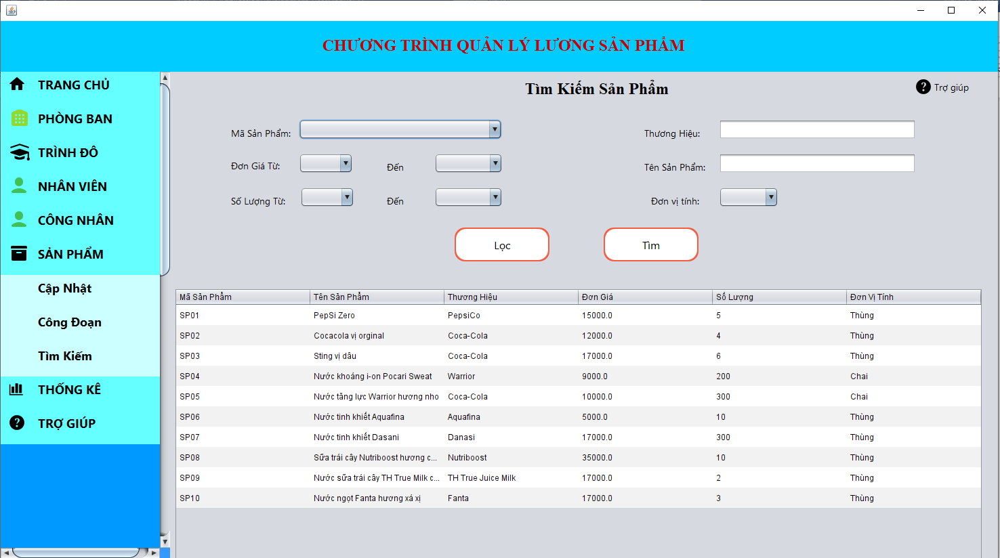 CHƯƠNG TRÌNH QUẢN LÝ LƯƠNG SẢN PHẨM
TRANG CHỦ
PHÒNG BAN
TRÌNH ĐÔ
NHÂN VIÊN
CÔNG NHÂN
SẢN PHẨM
Cập Nhật
Công Đoạn
Tìm Kiếm
THỐNG KÊ
TRỢ GIÚP
Tìm Kiếm Sản Phẩm
Trợ giúp
Mã Sản Phẩm: Thương Hiệu:
Đơn Giá Từ: Đến Tên Sản Phẩm:
Số Lượng Từ: Đến Đơn vị tính:
Lọc Tìm
Mã Sản Phẩm Tên Sản Phẩm Thương Hiệu Đơn Giá Số Lượng Đơn Vị Tính
SP01 PepSi Zero PepsiCo 15000.0 5 Thùng
SP02 Cocacola vị orginal Coca-Cola 12000.0 4 Thùng
SP03 Sting vị dâu Coca-Cola 17000.0 6 Thùng
SP04 Nước khoáng i-on Pocari Sweat Warrior 9000.0 200 Chai
SP05 Nước tăng lực Warrior hương nho Coca-Cola 10000.0 300 Chai
SP06 Nước tinh khiết Aquafina Aquafina 5000.0 10 Thùng
SP07 Nước tinh khiết Dasani Danasi 17000.0 300 Thùng
SP08 Sữa trái cây Nutriboost hương c... Nutriboost 35000.0 10 Thùng
SP09 Nước sữa trái cây TH True Milk c... TH True Juice Milk 17000.0 2 Thùng
SP10 Nước ngọt Fanta hương xá xị Fanta 17000.0 3 Thùng